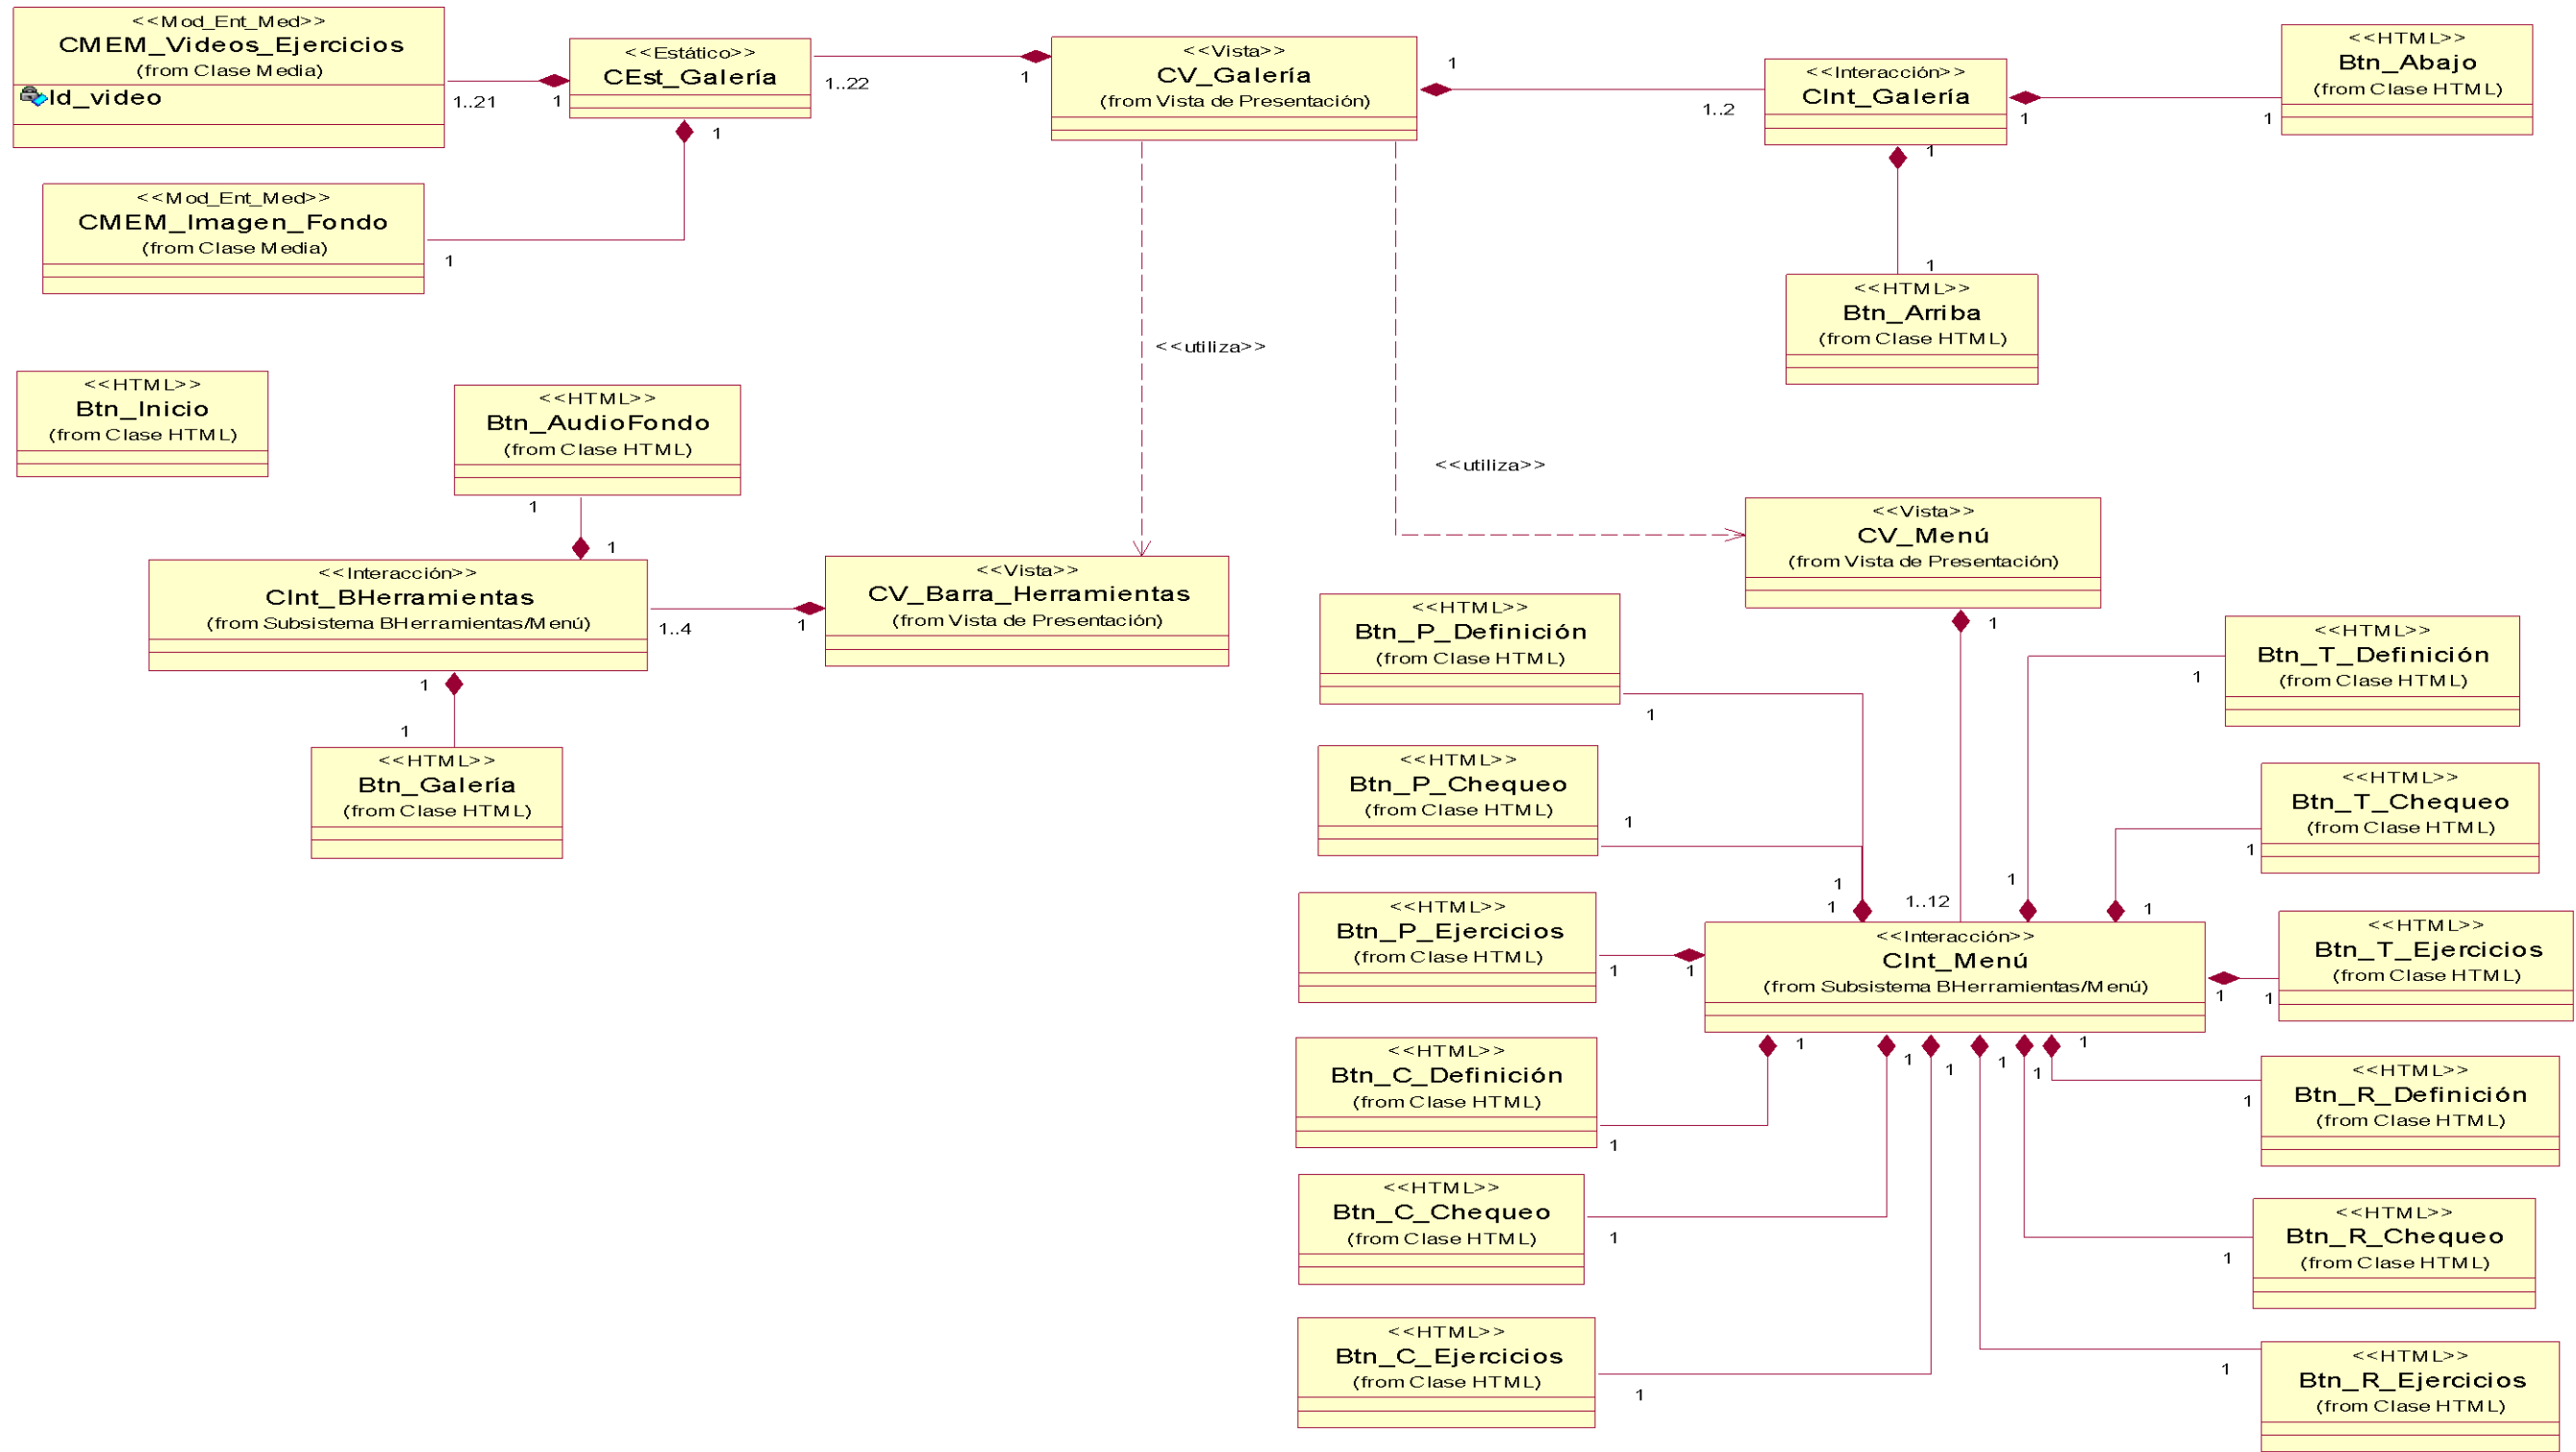 <<Mod_Ent_Med>>
CMEM_Videos_Ejercicios
(from Clase Media)
Id_video
1..21
1
<<Estático>>
CEst_Galería
1
1..22
1
<<Vista>>
CV_Galería
(from Vista de Presentación)
1
1..2
<<Interacción>>
CInt_Galería
1
1
<<HTML>>
Btn_Abajo
(from Clase HTML)
1
1
<<HTML>>
Btn_Arriba
(from Clase HTML)
<<Mod_Ent_Med>>
CMEM_Imagen_Fondo
(from Clase Media)
1
<<utiliza>>
<<utiliza>>
<<HTML>>
Btn_Inicio
(from Clase HTML)
<<HTML>>
Btn_AudioFondo
(from Clase HTML)
1
1
<<Interacción>>
CInt_BHerramientas
(from Subsistema BHerramientas/Menú)
1..4
1
<<Vista>>
CV_Barra_Herramientas
(from Vista de Presentación)
1
1
<<HTML>>
Btn_Galería
(from Clase HTML)
<<Vista>>
CV_Menú
(from Vista de Presentación)
1
1..12
<<HTML>>
Btn_P_Definición
(from Clase HTML)
1
<<HTML>>
Btn_P_Chequeo
(from Clase HTML)
1
1
1
<<HTML>>
Btn_P_Ejercicios
(from Clase HTML)
1
1
<<Interacción>>
CInt_Menú
(from Subsistema BHerramientas/Menú)
<<HTML>>
Btn_T_Definición
(from Clase HTML)
1
1
<<HTML>>
Btn_T_Chequeo
(from Clase HTML)
1
1
<<HTML>>
Btn_T_Ejercicios
(from Clase HTML)
1
1
<<HTML>>
Btn_C_Definición
(from Clase HTML)
1
1
1
1
1
1
1
<<HTML>>
Btn_R_Definición
(from Clase HTML)
1
<<HTML>>
Btn_C_Chequeo
(from Clase HTML)
1
<<HTML>>
Btn_R_Chequeo
(from Clase HTML)
1
<<HTML>>
Btn_C_Ejercicios
(from Clase HTML)
1
<<HTML>>
Btn_R_Ejercicios
(from Clase HTML)
1